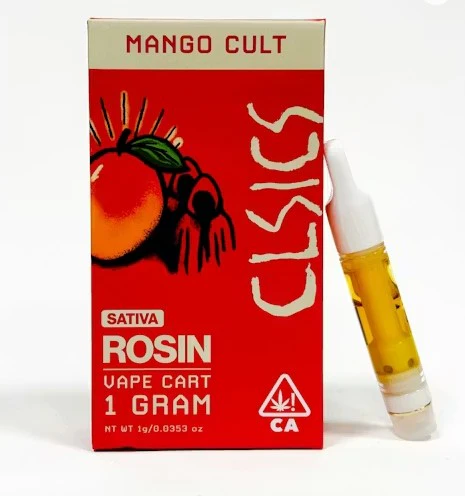 MANGO CULT
CLSICS
SATIVA
ROSIN
VAPE CART
1 GRAM
NT WT 1g/0.0353 oz
!
CA